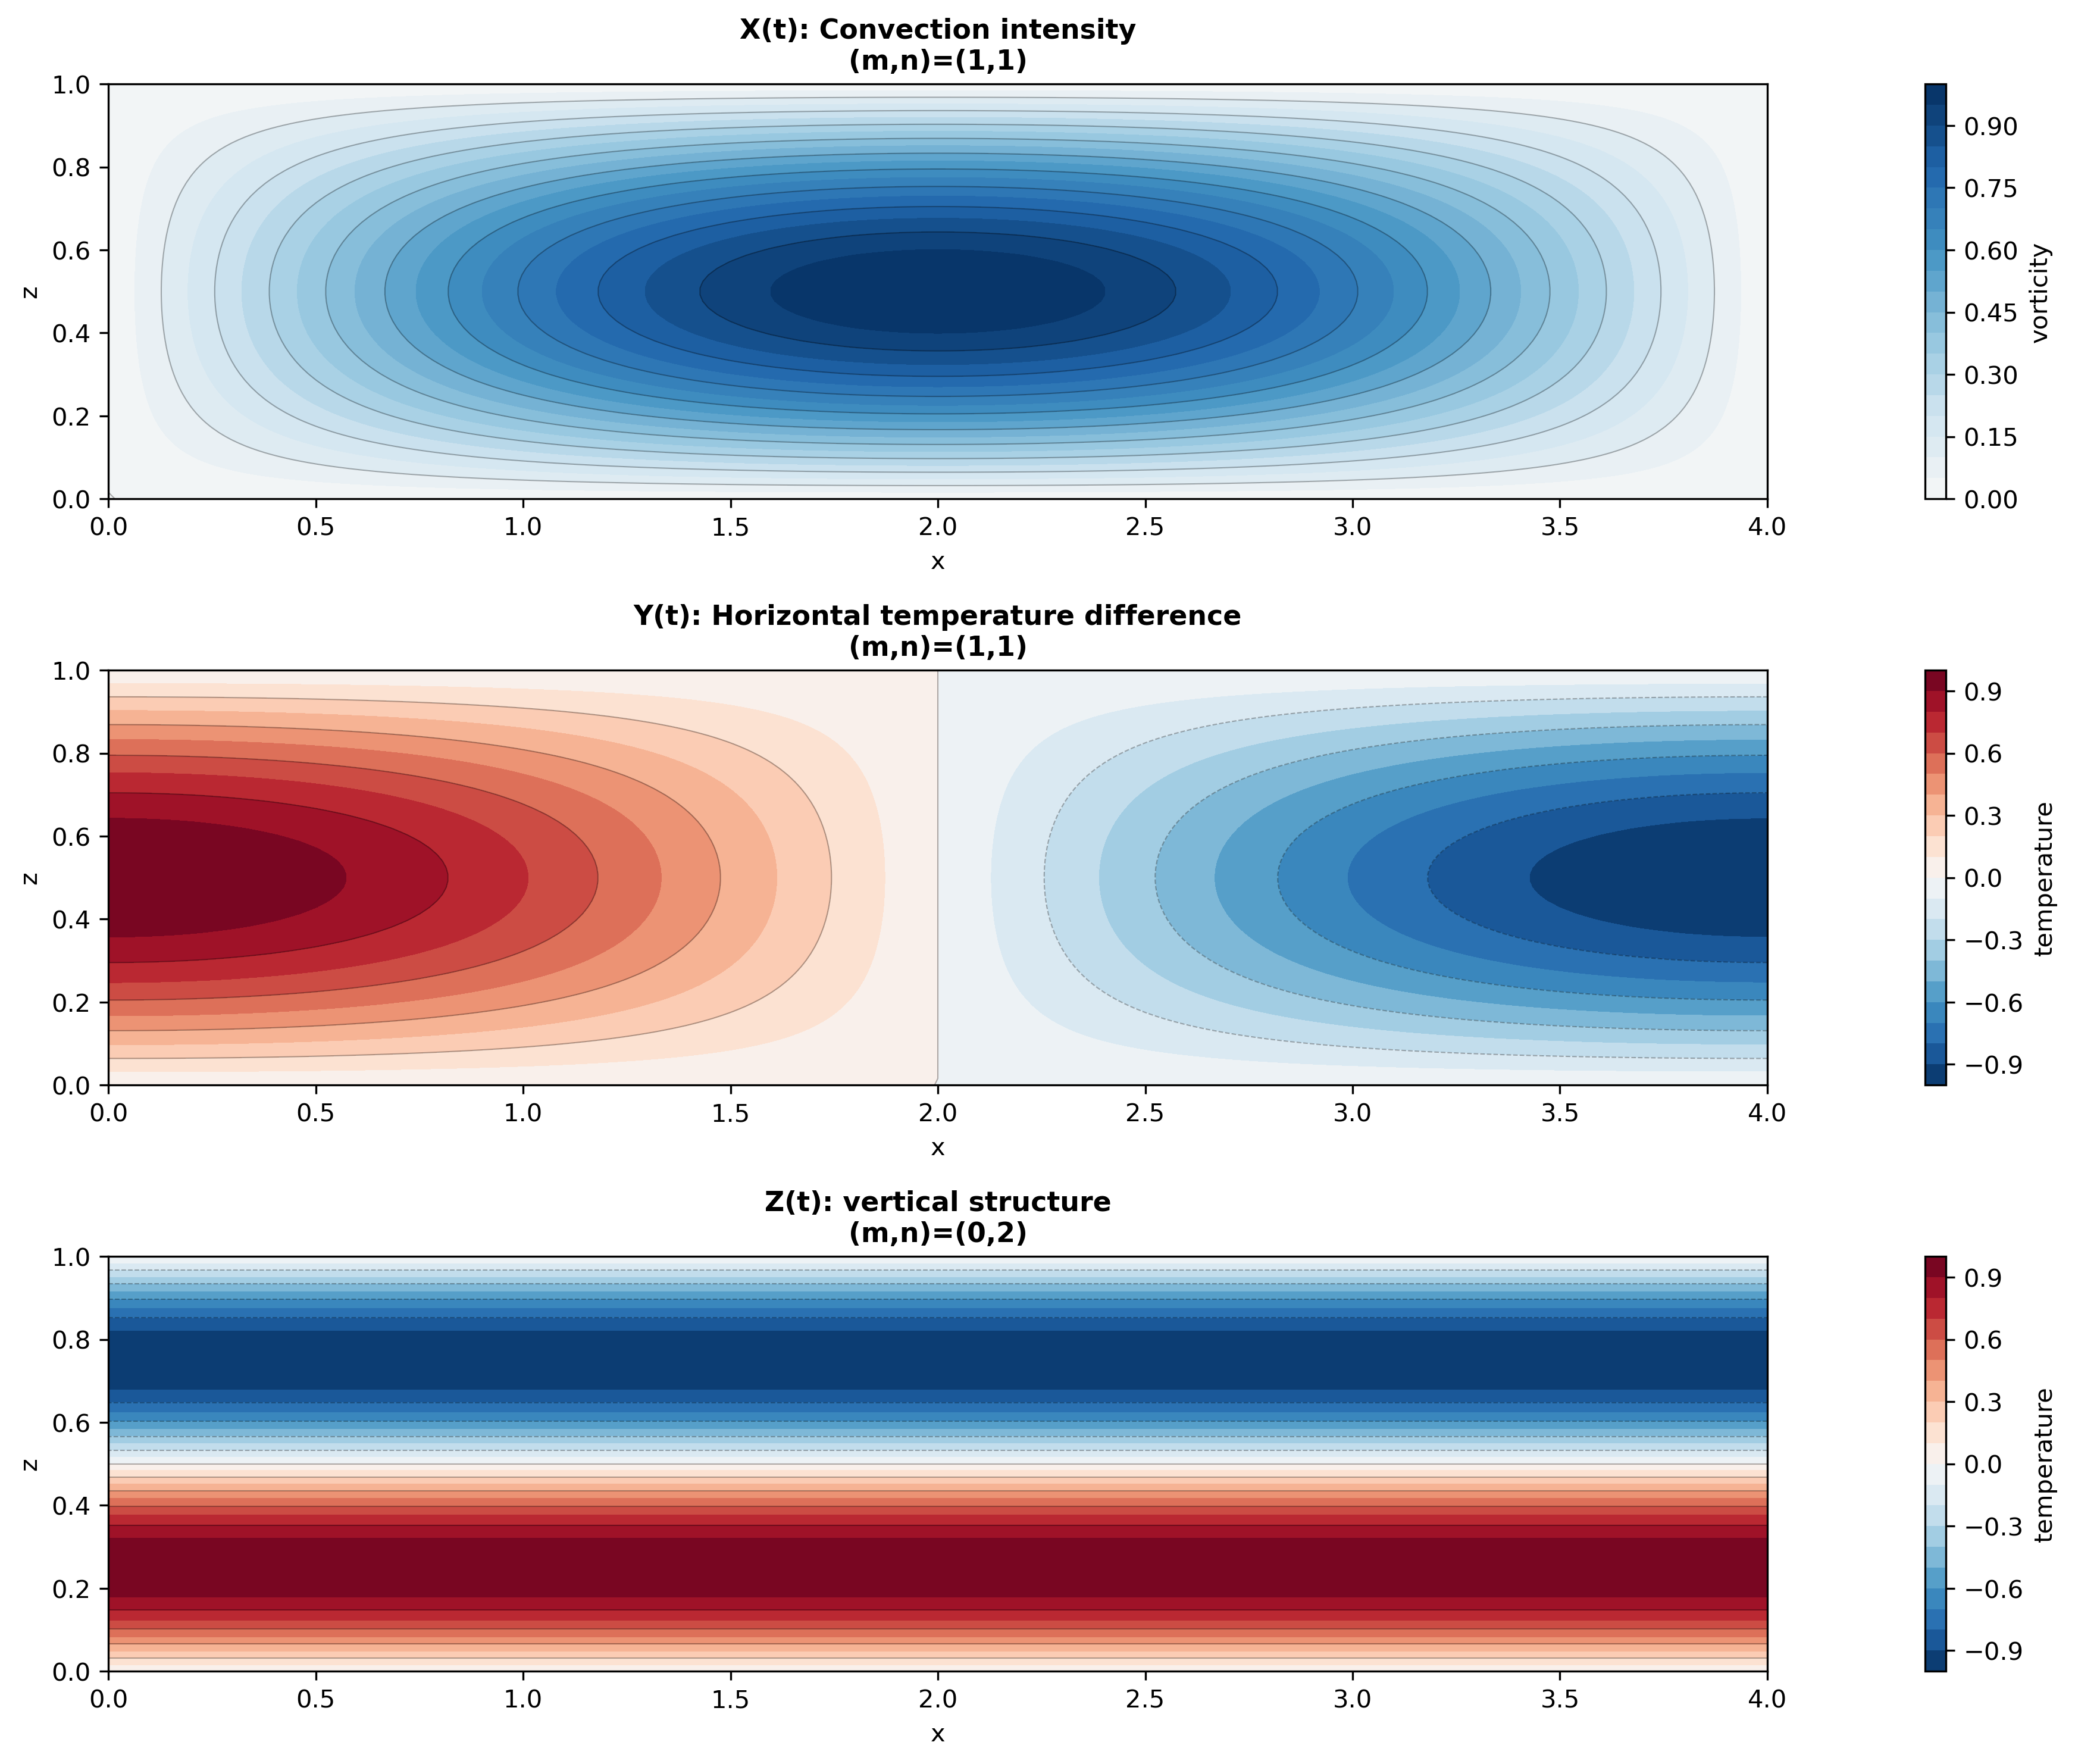 X(t): Convection intensity
(m,n)=(1,1)
1.0
0.8
0.6
0.4
0.2
0.0
z
0.0 0.5 1.0 1.5 2.0 2.5 3.0 3.5 4.0
x
0.90
0.75
0.60
0.45
0.30
0.15
0.00
vorticity
Y(t): Horizontal temperature difference
(m,n)=(1,1)
1.0
0.8
0.6
0.4
0.2
0.0
z
0.0 0.5 1.0 1.5 2.0 2.5 3.0 3.5 4.0
x
0.9
0.6
0.3
0.0
−0.3
−0.6
−0.9
temperature
Z(t): vertical structure
(m,n)=(0,2)
1.0
0.8
0.6
0.4
0.2
0.0
z
0.0 0.5 1.0 1.5 2.0 2.5 3.0 3.5 4.0
x
0.9
0.6
0.3
0.0
−0.3
−0.6
−0.9
temperature